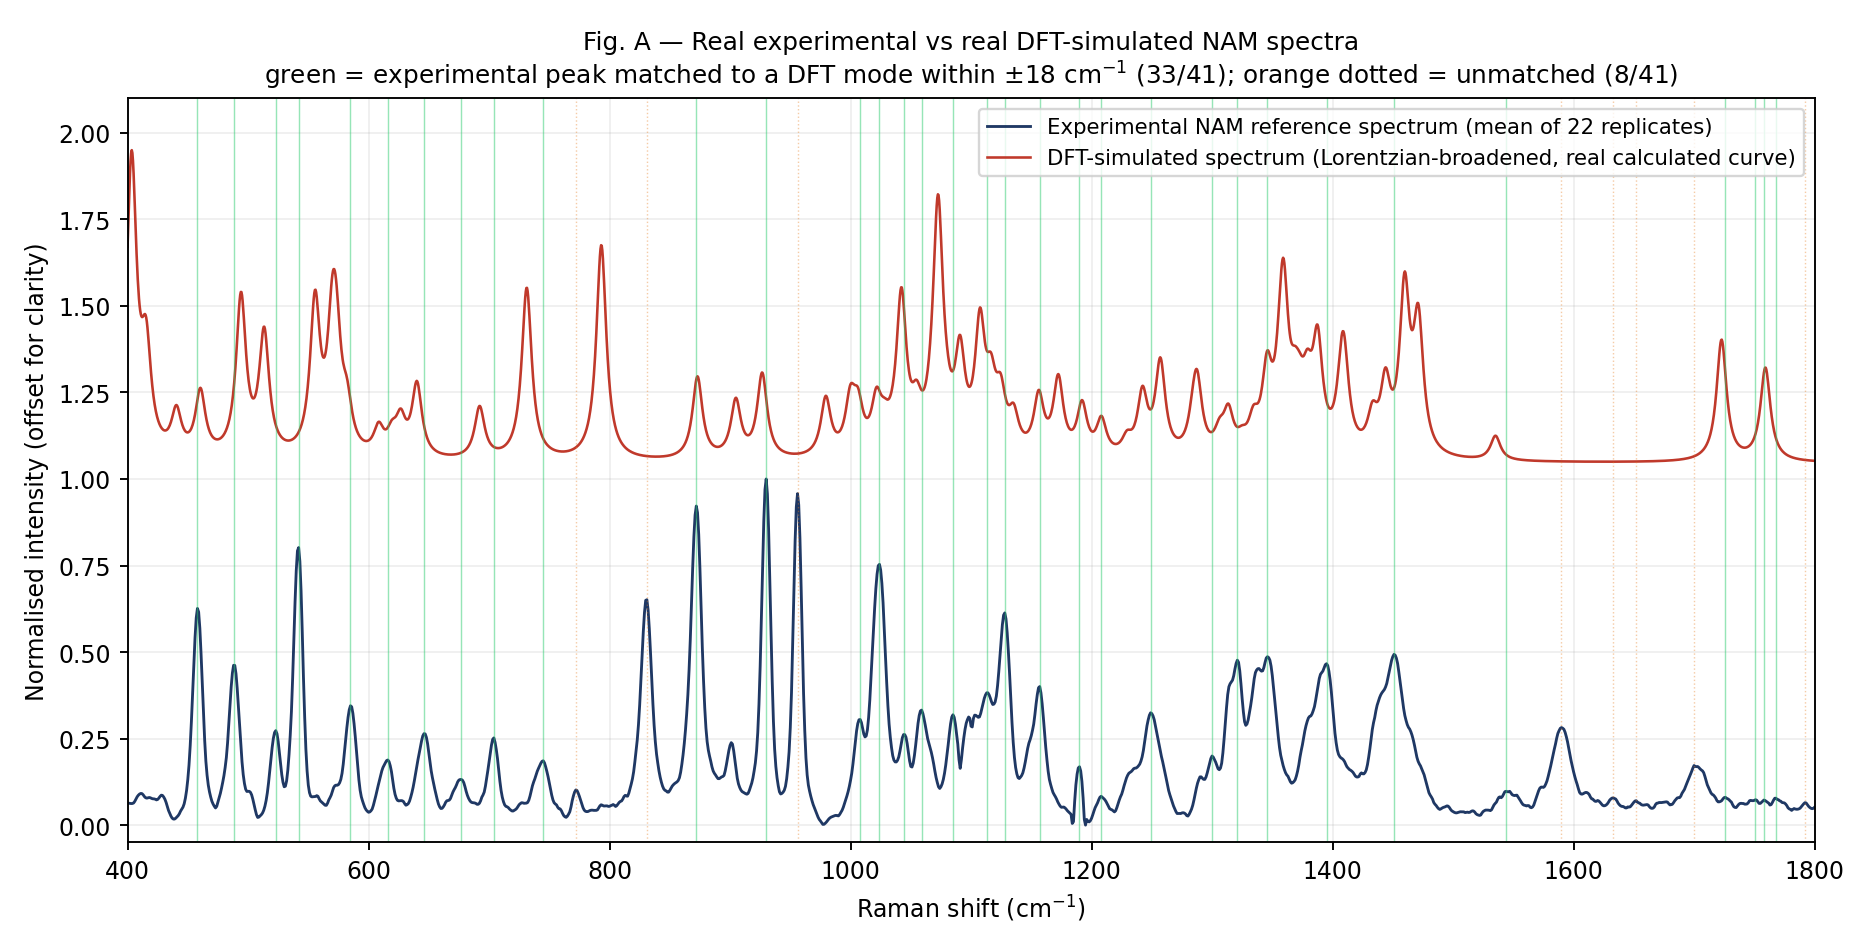 Fig. A — Real experimental vs real DFT-simulated NAM spectra
green = experimental peak matched to a DFT mode within ±18 cm⁻¹ (33/41); orange dotted = unmatched (8/41)
Experimental NAM reference spectrum (mean of 22 replicates)
DFT-simulated spectrum (Lorentzian-broadened, real calculated curve)
Normalised intensity (offset for clarity)
2.00
1.75
1.50
1.25
1.00
0.75
0.50
0.25
0.00
400 600 800 1000 1200 1400 1600 1800
Raman shift (cm⁻¹)